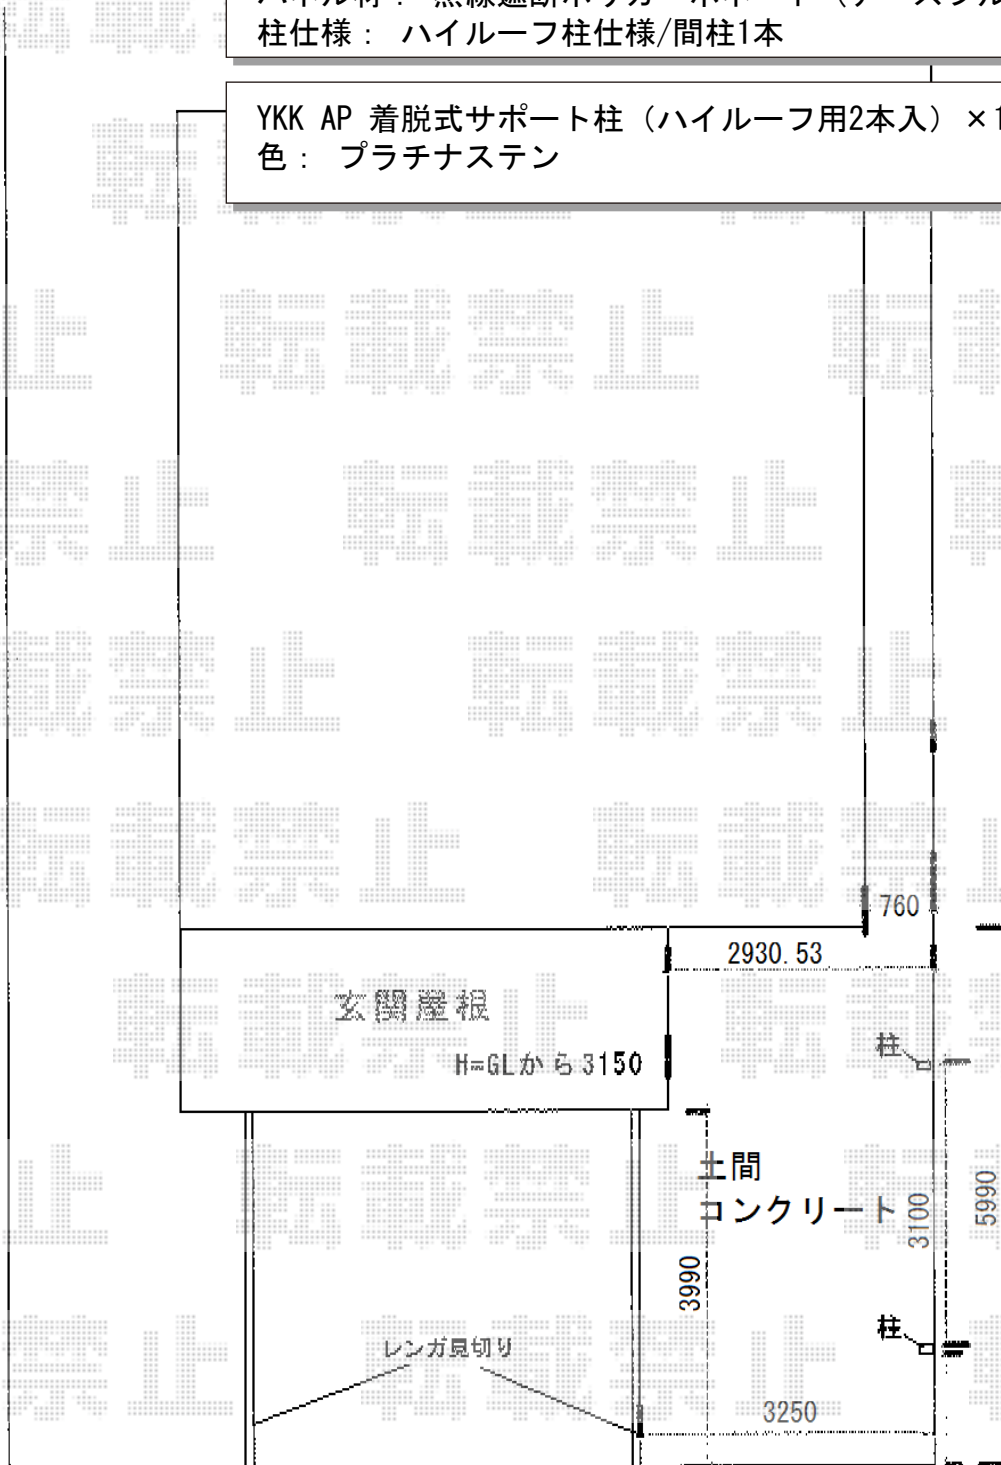 柱仕様： ハイルーフ柱仕様/間柱1本
YKK AP 着脱式サポート柱（ハイルーフ用2本入）×1
色： プラチナステン
760
2930.53
玄関屋根
H=GLから3150
柱
土間
コンクリート
3100
5990
3990
柱
レンガ見切り
3250
転載禁止